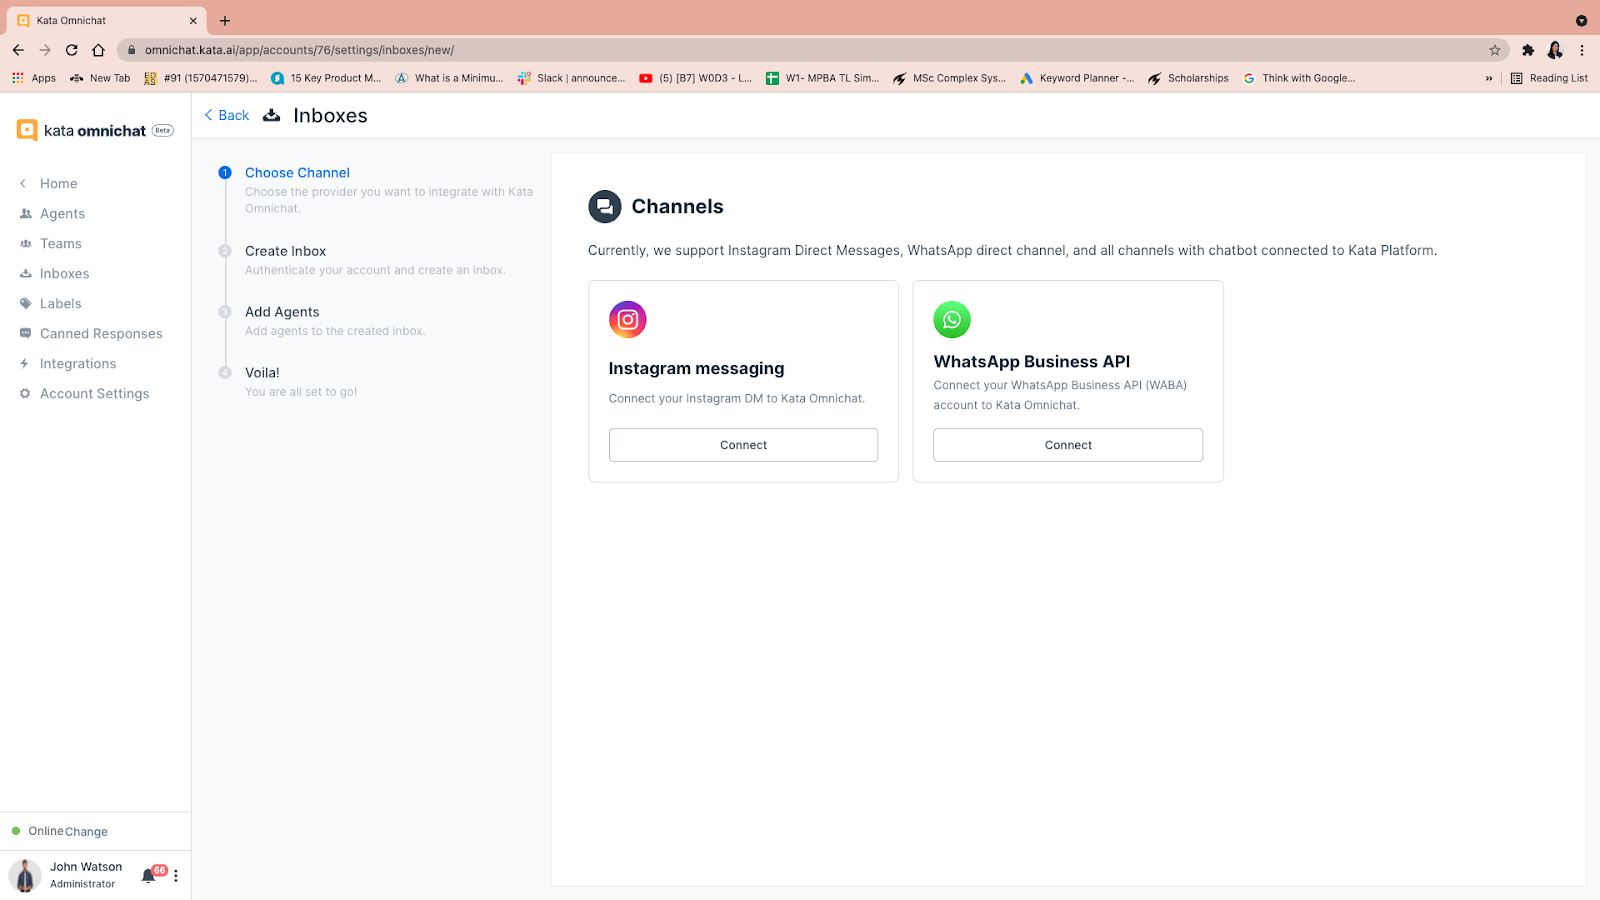 Kata Omnichat
omnichat.kata.ai/app/accounts/76/settings/inboxes/new/
Apps
New Tab
#91 (1570471579)...
15 Key Product M...
What is a Minimu...
Slack | announce...
(5) [B7] W0D3 - L...
W1- MPBA TL Sim...
MSc Complex Sys...
Keyword Planner -...
Scholarships
Think with Google...
»
Reading List
kata omnichat Beta
Home
Agents
Teams
Inboxes
Labels
Canned Responses
Integrations
Account Settings
Online Change
John Watson
Administrator
66
Back
Inboxes
1 Choose Channel
Choose the provider you want to integrate with Kata
Omnichat.
2 Create Inbox
Authenticate your account and create an inbox.
3 Add Agents
Add agents to the created inbox.
4 Voila!
You are all set to go!
Channels
Currently, we support Instagram Direct Messages, WhatsApp direct channel, and all channels with chatbot connected to Kata Platform.
Instagram messaging
Connect your Instagram DM to Kata Omnichat.
Connect
WhatsApp Business API
Connect your WhatsApp Business API (WABA)
account to Kata Omnichat.
Connect